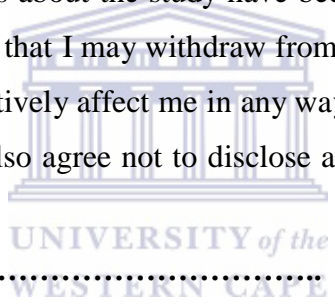 s about the study have bee
that I may withdraw from
tively affect me in any way
lso agree not to disclose a
UNIVERSITY of the
........................................
WESTERN CAPE